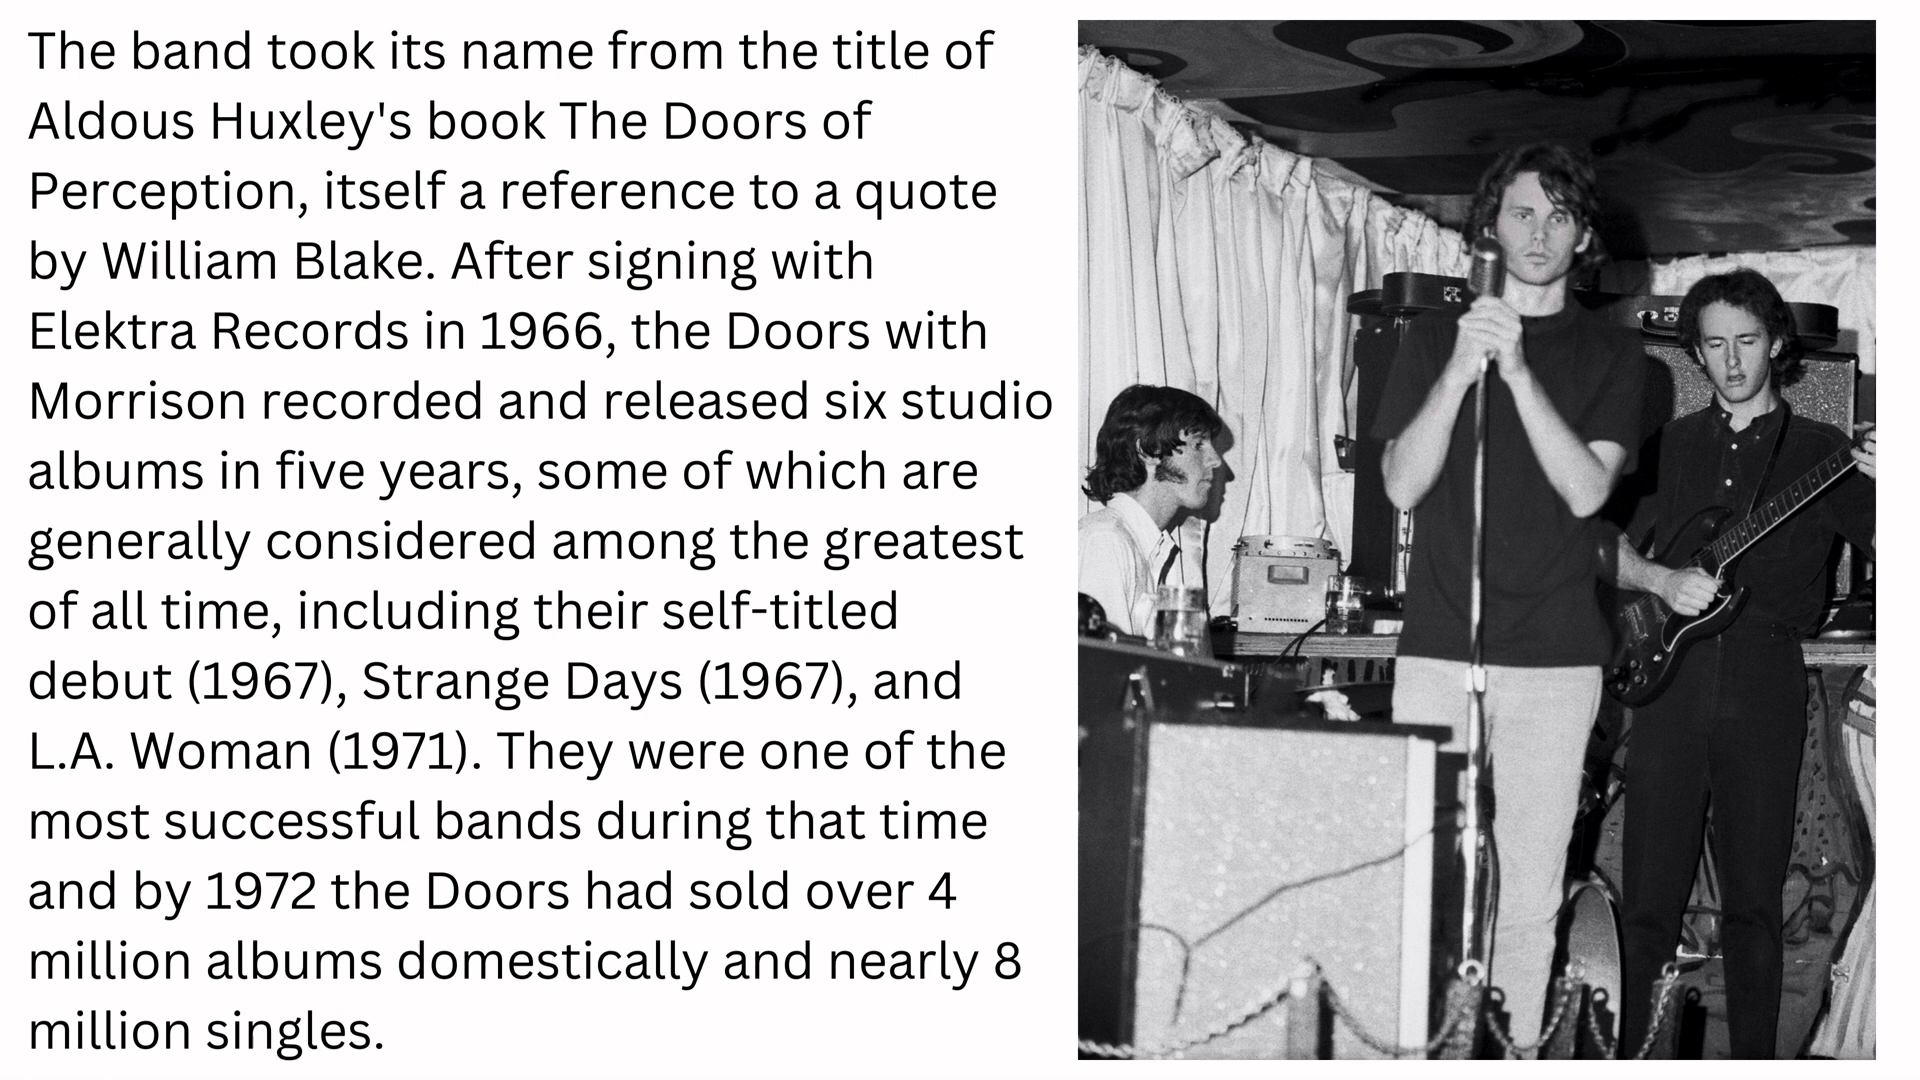 The band took its name from the title of
Aldous Huxley's book The Doors of
Perception, itself a reference to a quote
by William Blake. After signing with
Elektra Records in 1966, the Doors with
Morrison recorded and released six studio
albums in five years, some of which are
generally considered among the greatest
of all time, including their self-titled
debut (1967), Strange Days (1967), and
L.A. Woman (1971). They were one of the
most successful bands during that time
and by 1972 the Doors had sold over 4
million albums domestically and nearly 8
million singles.